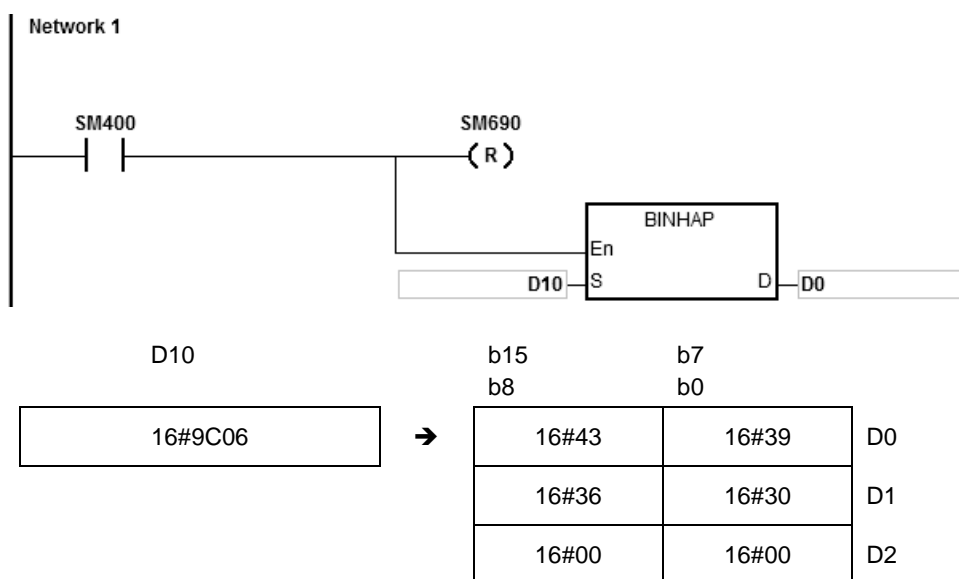 Network 1
SM400 SM690
( R )
BINHAP
En
D10 S D D0
D10 b15 b7
b8 b0
16#9C06 ➔ 16#43 16#39 D0
16#36 16#30 D1
16#00 16#00 D2